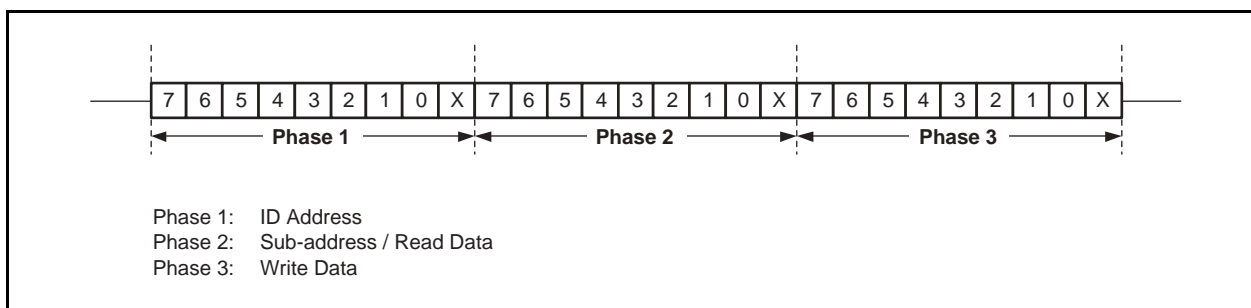 7 6 5 4 3 2 1 0 X 7 6 5 4 3 2 1 0 X 7 6 5 4 3 2 1 0 X
Phase 1 Phase 2 Phase 3
Phase 1: ID Address
Phase 2: Sub-address / Read Data
Phase 3: Write Data